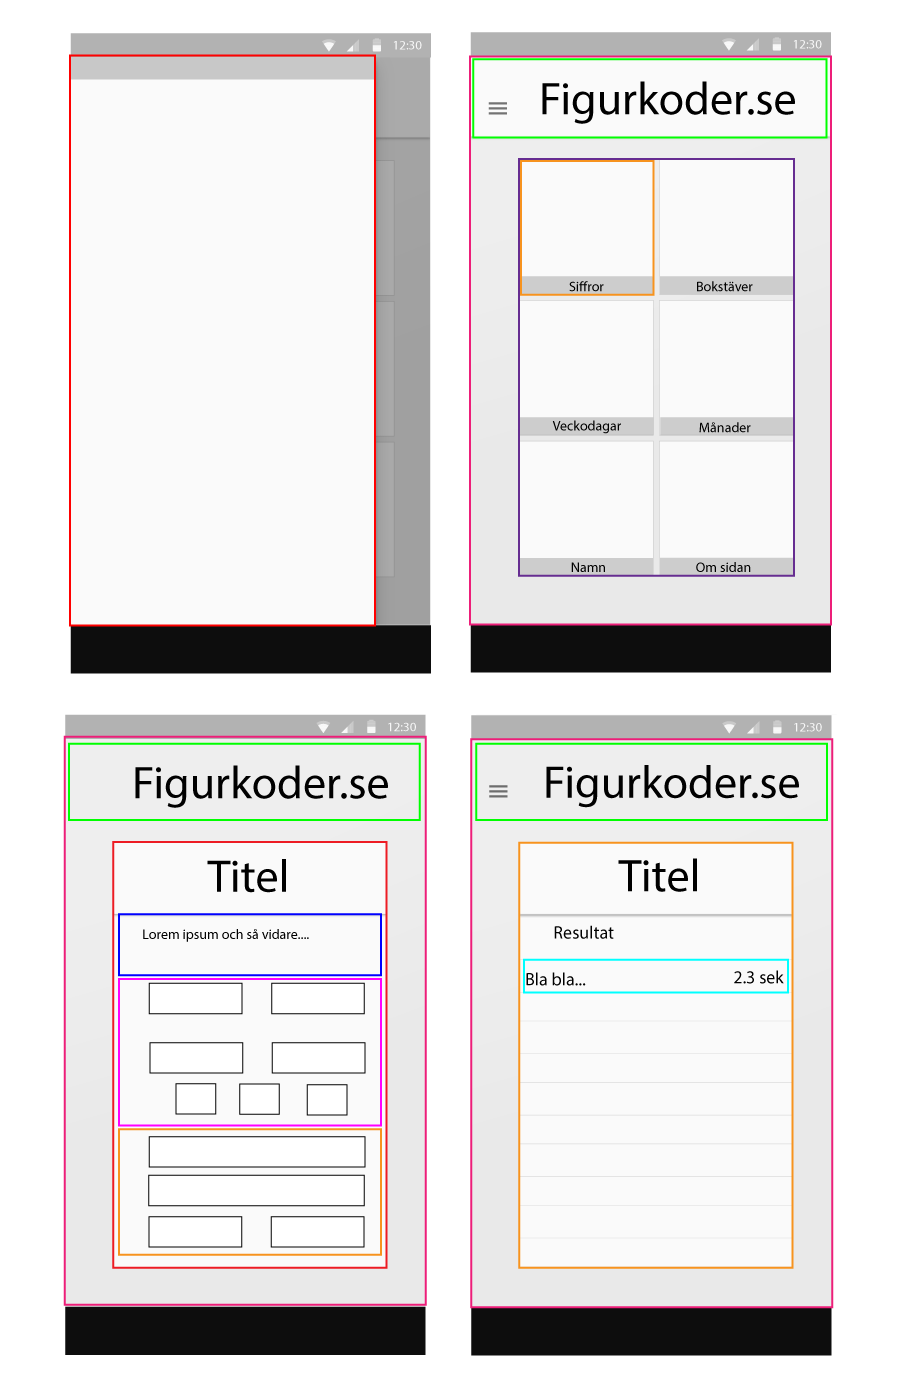 12:30
12:30
Figurkoder.se
Siffror
Bokstäver
Veckodagar
Månader
Namn
Om sidan
12:30
Figurkoder.se
Titel
Lorem ipsum och så vidare....
12:30
Figurkoder.se
Titel
Resultat
Bla bla... 2.3 sek